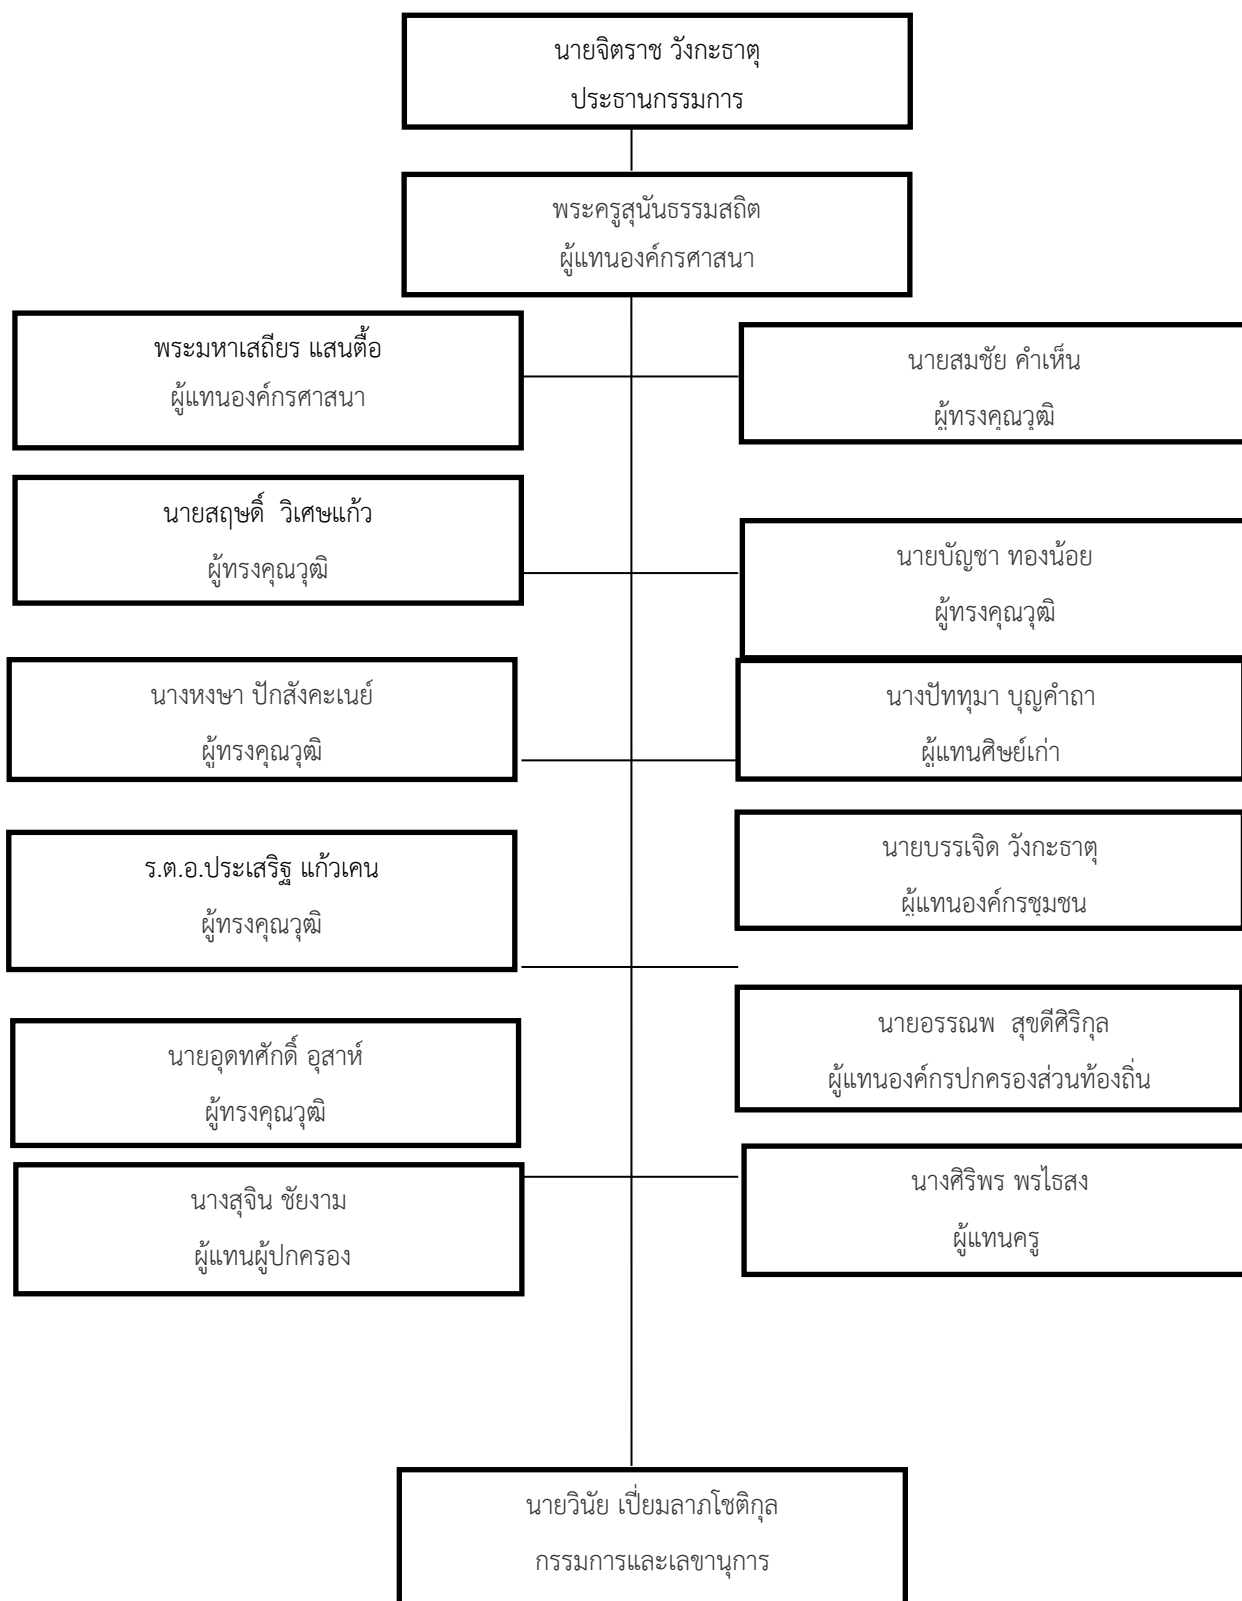 นายจิตราช วังกะธาตุ
ประธานกรรมการ
พระครูสุนันธรรมสถิต
ผู้แทนองค์กรศาสนา
พระมหาเสถียร แสนตื้อ
ผู้แทนองค์กรศาสนา
นายสมชัย คำเห็น
ผู้ทรงคุณวุฒิ
นายสฤษดิ์ วิเศษแก้ว
ผู้ทรงคุณวุฒิ
นายบัญชา ทองน้อย
ผู้ทรงคุณวุฒิ
นางหงษา ปักสังคะเนย์
ผู้ทรงคุณวุฒิ
นางปัททุมา บุญคำถา
ผู้แทนศิษย์เก่า
ร.ต.อ.ประเสริฐ แก้วเคน
ผู้ทรงคุณวุฒิ
นายบรรเจิด วังกะธาตุ
ผู้แทนองค์กรชุมชน
นายอุดทศักดิ์ อุสาห์
ผู้ทรงคุณวุฒิ
นายอรรณพ สุขดีศิริกุล
ผู้แทนองค์กรปกครองส่วนท้องถิ่น
นางสุจิน ชัยงาม
ผู้แทนผู้ปกครอง
นางศิริพร พรไธสง
ผู้แทนครู
นายวินัย เปี่ยมลาภโชติกุล
กรรมการและเลขานุการ